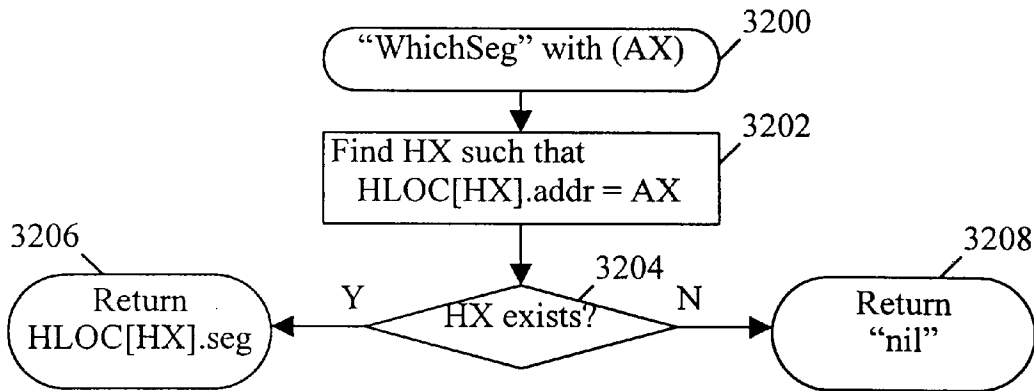 3200
“WhichSeg” with (AX)
3202
Find HX such that
HLOC[HX].addr = AX
3206
3204
3208
Y
HX exists?
N
Return
HLOC[HX].seg
Return
“nil”